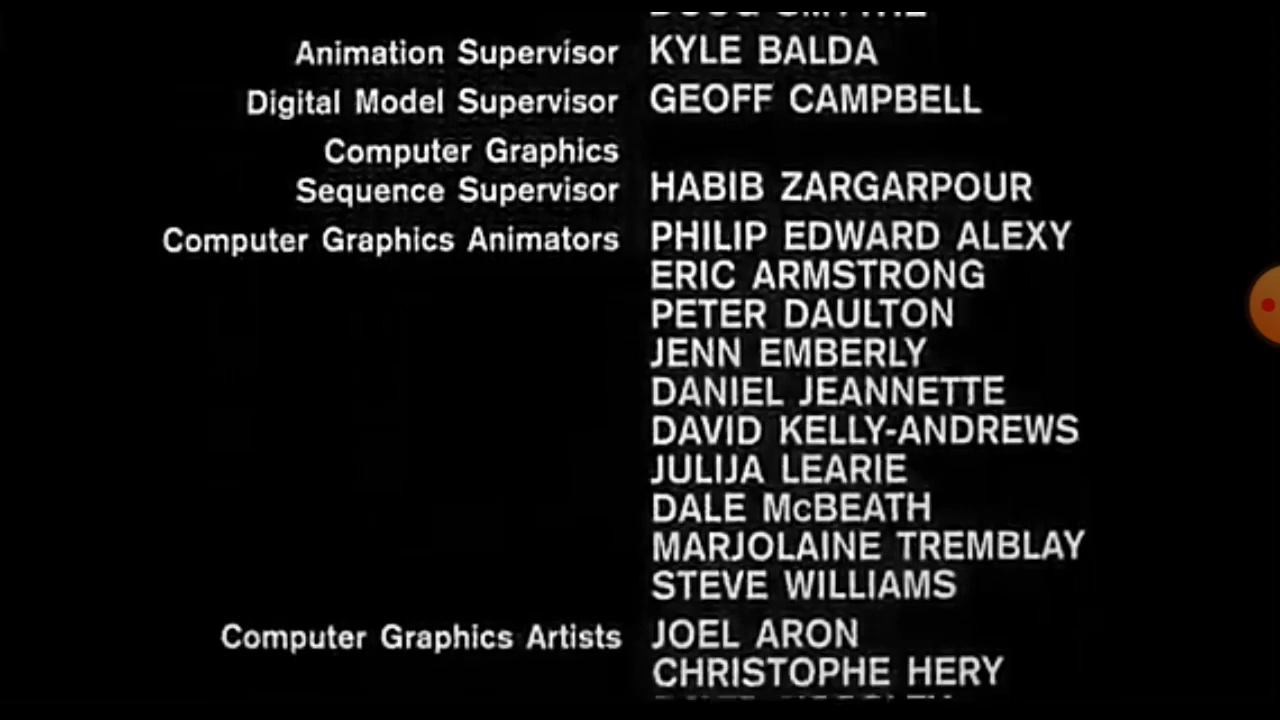 Animation Supervisor KYLE BALDA
Digital Model Supervisor GEOFF CAMPBELL
Computer Graphics
Sequence Supervisor HABIB ZARGARPOUR
Computer Graphics Animators PHILIP EDWARD ALEXY
ERIC ARMSTRONG
PETER DAULTON
JENN EMBERLY
DANIEL JEANNETTE
DAVID KELLY-ANDREWS
JULIJA LEARIE
DALE McBEATH
MARJOLAINE TREMBLAY
STEVE WILLIAMS
Computer Graphics Artists JOEL ARON
CHRISTOPHE HERY